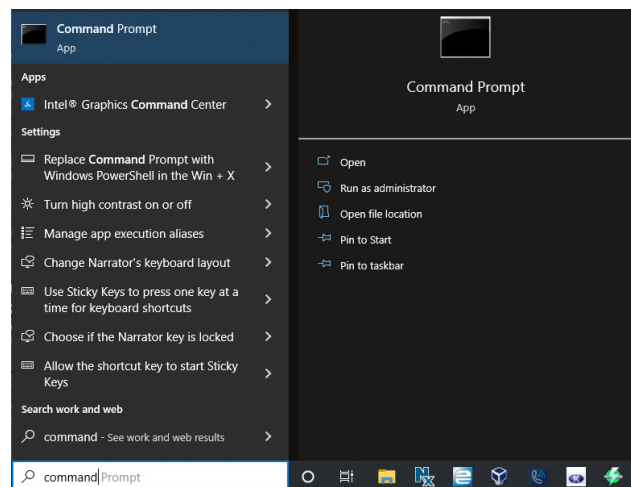 Command Prompt
App
Apps
Intel® Graphics Command Center
Settings
Replace Command Prompt with
Windows PowerShell in the Win + X
Turn high contrast on or off
Manage app execution aliases
Change Narrator's keyboard layout
Use Sticky Keys to press one key at a
time for keyboard shortcuts
Choose if the Narrator key is locked
Allow the shortcut key to start Sticky
Keys
Search work and web
command - See work and web results
command Prompt
Command Prompt
App
Open
Run as administrator
Open file location
Pin to Start
Pin to taskbar